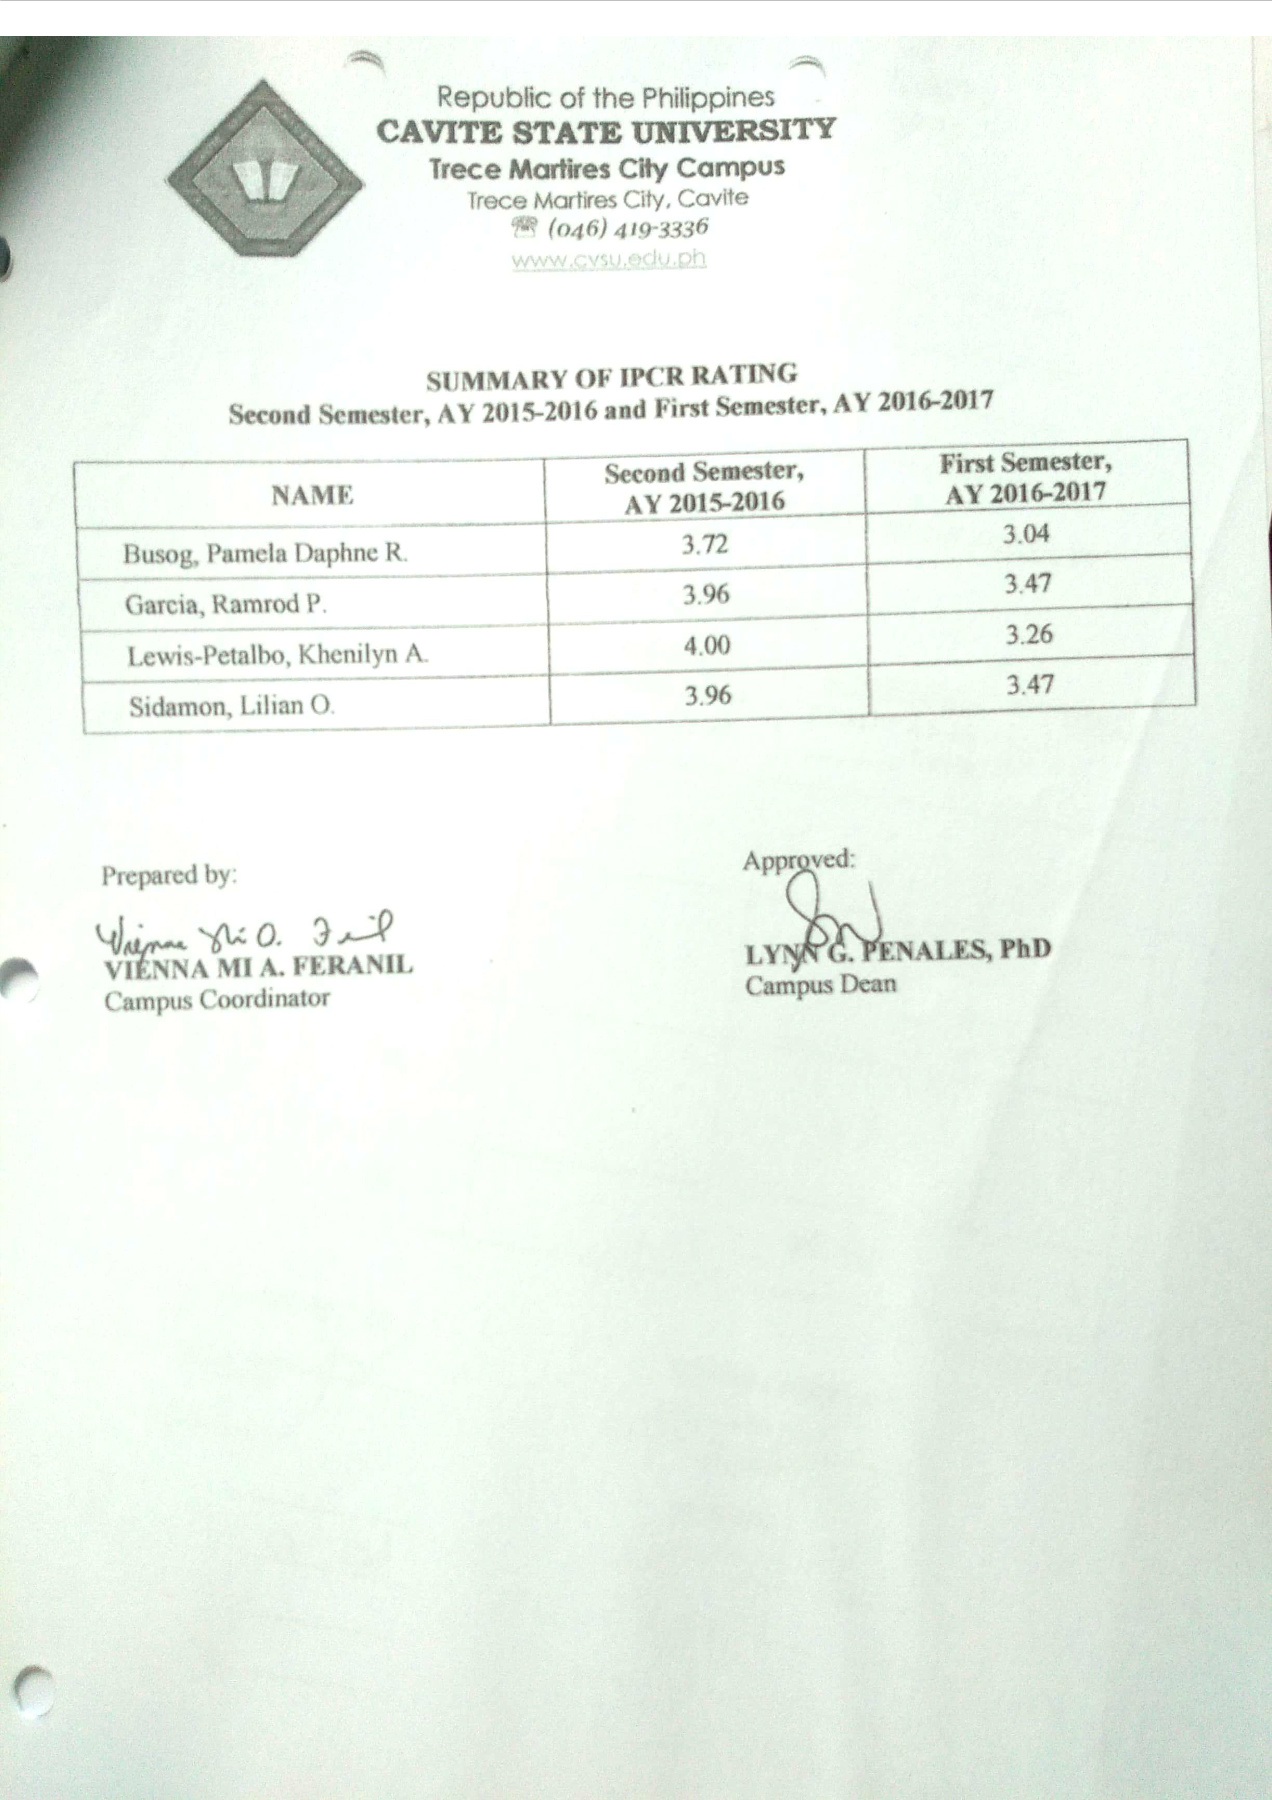 Republic of the Philippines
CAVITE STATE UNIVERSITY
Trece Martires City Campus
Trece Martires City, Cavite
☏ (046) 419-3336
www.cvsu.edu.ph
SUMMARY OF IPCR RATING
Second Semester, AY 2015-2016 and First Semester, AY 2016-2017
NAME Second Semester, AY 2015-2016 First Semester, AY 2016-2017
Busog, Pamela Daphne R. 3.72 3.04
Garcia, Ramrod P. 3.96 3.47
Lewis-Petalbo, Khenilyn A. 4.00 3.26
Sidamon, Lilian O. 3.96 3.47
Prepared by:
VIENNA MI A. FERANIL
Campus Coordinator
Approved:
LYNN G. PENALES, PhD
Campus Dean